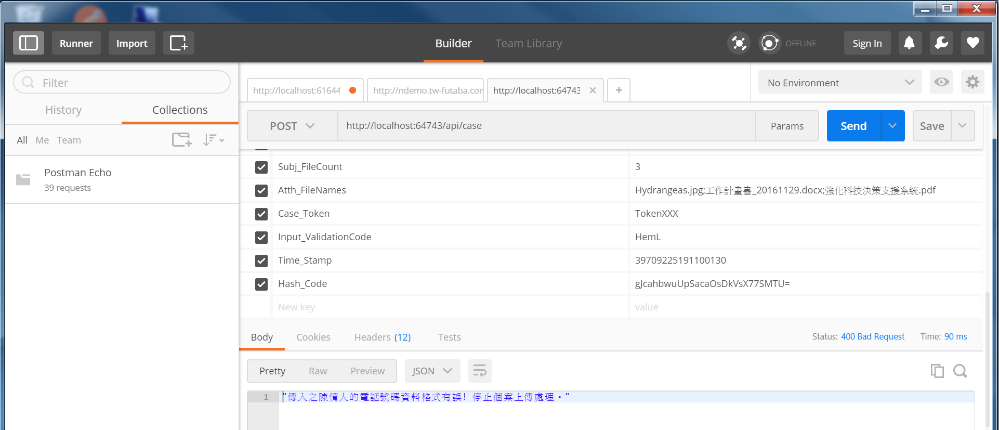 Runner Import Builder Team Library OFFLINE Sign In
Filter
History Collections
All Me Team
Postman Echo
39 requests
http://localhost:61644 http://ndemo.tw-futaba.con http://localhost:64743 No Environment
POST http://localhost:64743/api/case Params Send Save
Subj_FileCount 3
Atth_FileNames Hydrangeas.jpg;工作計畫書_20161129.docx;強化科技決策支援系統.pdf
Case_Token TokenXXX
Input_ValidationCode HemL
Time_Stamp 39709225191100130
Hash_Code gJcahbwuUpSacaOsDkVsX77SMTU=
New key value
Body Cookies Headers (12) Tests Status: 400 Bad Request Time: 90 ms
Pretty Raw Preview JSON
1 "傳入之陳情人的電話號碼資料格式有誤! 停止個案上傳處理。"